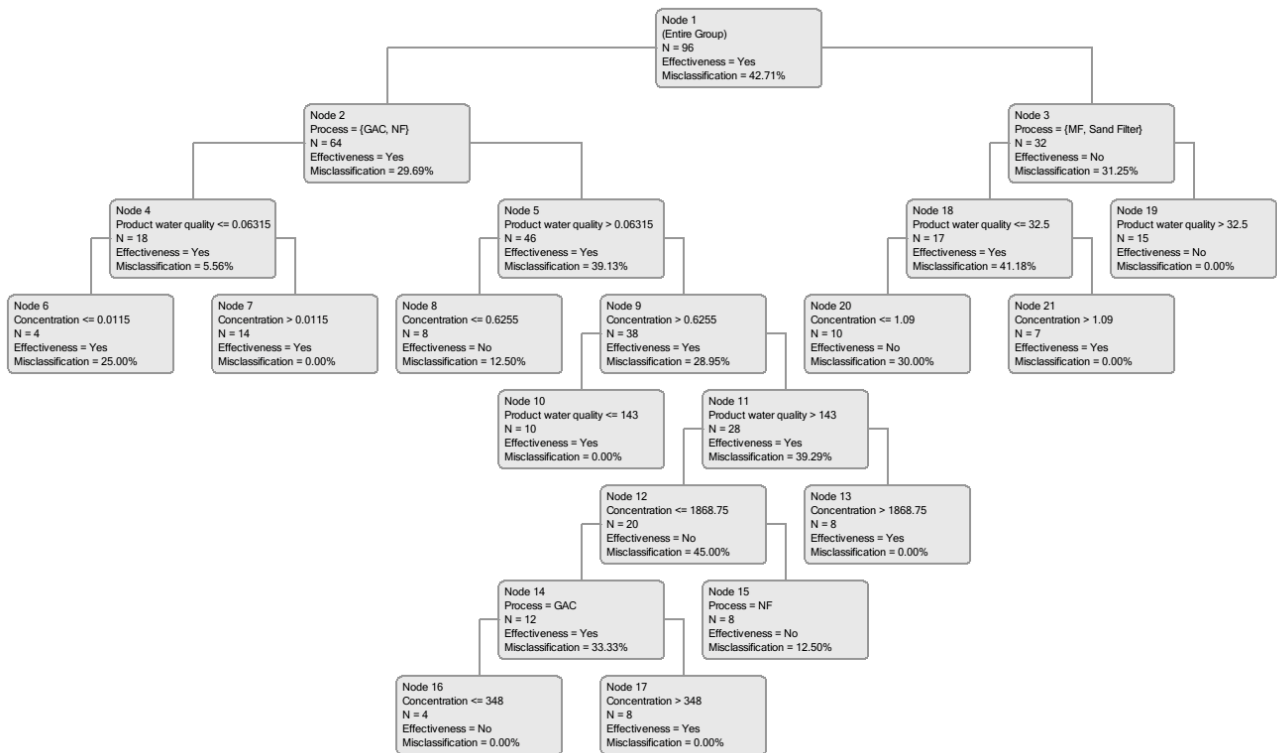 Node 1
(Entire Group)
N = 96
Effectiveness = Yes
Misclassification = 42.71%
Node 2
Process = {GAC, NF}
N = 64
Effectiveness = Yes
Misclassification = 29.69%
Node 3
Process = {MF, Sand Filter}
N = 32
Effectiveness = No
Misclassification = 31.25%
Node 4
Product water quality <= 0.06315
N = 18
Effectiveness = Yes
Misclassification = 5.56%
Node 5
Product water quality > 0.06315
N = 46
Effectiveness = Yes
Misclassification = 39.13%
Node 18
Product water quality <= 32.5
N = 17
Effectiveness = Yes
Misclassification = 41.18%
Node 19
Product water quality > 32.5
N = 15
Effectiveness = No
Misclassification = 0.00%
Node 6
Concentration <= 0.0115
N = 4
Effectiveness = Yes
Misclassification = 25.00%
Node 7
Concentration > 0.0115
N = 14
Effectiveness = Yes
Misclassification = 0.00%
Node 8
Concentration <= 0.6255
N = 8
Effectiveness = No
Misclassification = 12.50%
Node 9
Concentration > 0.6255
N = 38
Effectiveness = Yes
Misclassification = 28.95%
Node 20
Concentration <= 1.09
N = 10
Effectiveness = No
Misclassification = 30.00%
Node 21
Concentration > 1.09
N = 7
Effectiveness = Yes
Misclassification = 0.00%
Node 10
Product water quality <= 143
N = 10
Effectiveness = Yes
Misclassification = 0.00%
Node 11
Product water quality > 143
N = 28
Effectiveness = Yes
Misclassification = 39.29%
Node 12
Concentration <= 1868.75
N = 20
Effectiveness = No
Misclassification = 45.00%
Node 13
Concentration > 1868.75
N = 8
Effectiveness = Yes
Misclassification = 0.00%
Node 14
Process = GAC
N = 12
Effectiveness = Yes
Misclassification = 33.33%
Node 15
Process = NF
N = 8
Effectiveness = No
Misclassification = 12.50%
Node 16
Concentration <= 348
N = 4
Effectiveness = No
Misclassification = 0.00%
Node 17
Concentration > 348
N = 8
Effectiveness = Yes
Misclassification = 0.00%